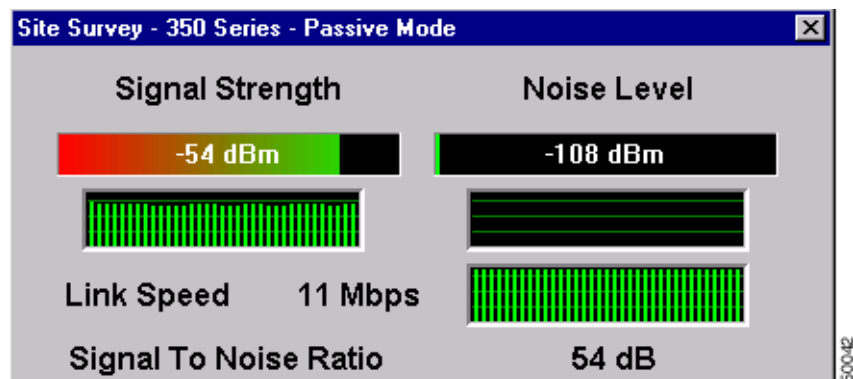 Site Survey - 350 Series - Passive Mode
Signal Strength Noise Level
-54 dBm -108 dBm
Link Speed 11 Mbps
Signal To Noise Ratio 54 dB